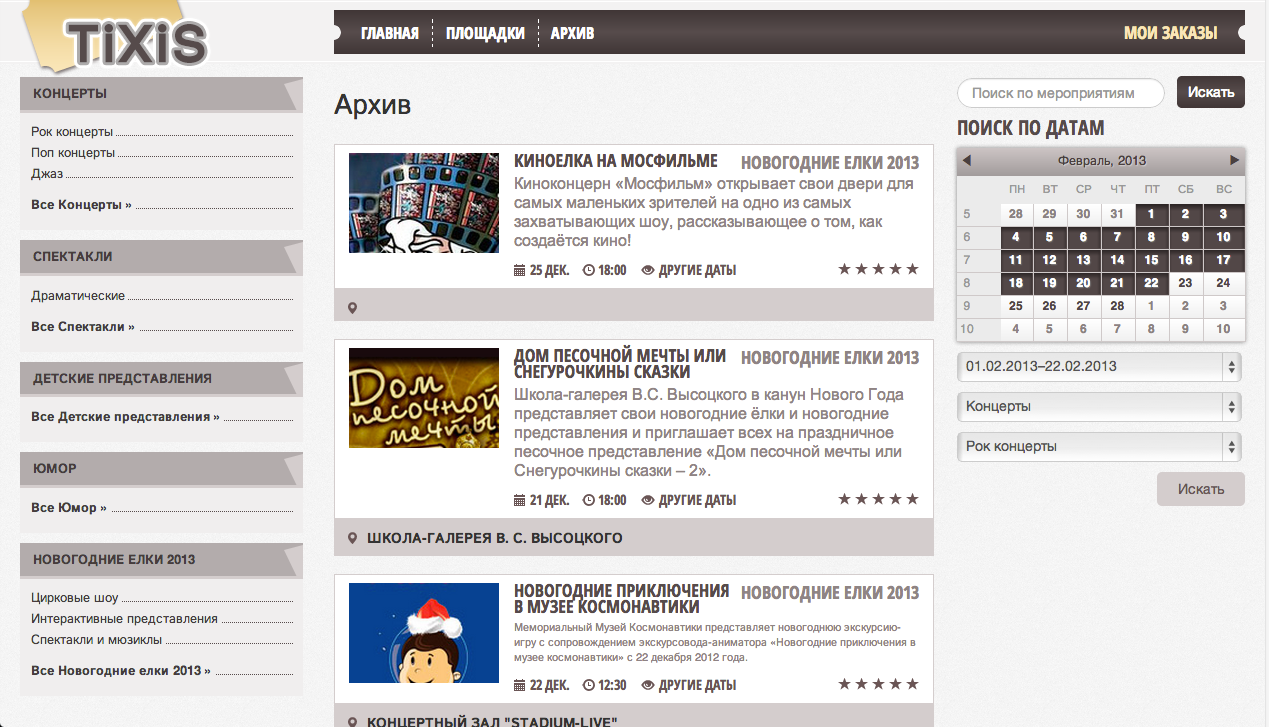 TiXiS
ГЛАВНАЯ ПЛОЩАДКИ АРХИВ МОИ ЗАКАЗЫ
КОНЦЕРТЫ
Рок концерты
Поп концерты
Джаз
Все Концерты »
СПЕКТАКЛИ
Драматические
Все Спектакли »
ДЕТСКИЕ ПРЕДСТАВЛЕНИЯ
Все Детские представления »
ЮМОР
Все Юмор »
НОВОГОДНИЕ ЕЛКИ 2013
Цирковые шоу
Интерактивные представления
Спектакли и мюзиклы
Все Новогодние елки 2013 »
Архив
КИНОЕЛКА НА МОСФИЛЬМЕ НОВОГОДНИЕ ЕЛКИ 2013
Киноконцерн «Мосфильм» открывает свои двери для
самых маленьких зрителей на одно из самых
захватывающих шоу, рассказывающее о том, как
создаётся кино!
25 ДЕК. 18:00 ДРУГИЕ ДАТЫ ★ ★ ★ ★ ★
Дом
песочной
мечты
ДОМ ПЕСОЧНОЙ МЕЧТЫ ИЛИ НОВОГОДНИЕ ЕЛКИ 2013
СНЕГУРОЧКИНЫ СКАЗКИ
Школа-галерея В.С. Высоцкого в канун Нового Года
представляет свои новогодние ёлки и новогодние
представления и приглашает всех на праздничное
песочное представление «Дом песочной мечты или
Снегурочкины сказки – 2».
21 ДЕК. 18:00 ДРУГИЕ ДАТЫ ★ ★ ★ ★ ★
ШКОЛА-ГАЛЕРЕЯ В. С. ВЫСОЦКОГО
НОВОГОДНИЕ ПРИКЛЮЧЕНИЯ НОВОГОДНИЕ ЕЛКИ 2013
В МУЗЕЕ КОСМОНАВТИКИ
Мемориальный Музей Космонавтики представляет новогоднюю экскурсию-
игру с сопровождением экскурсовода-аниматора «Новогодние приключения в
музее космонавтики» с 22 декабря 2012 года.
22 ДЕК. 12:30 ДРУГИЕ ДАТЫ ★ ★ ★ ★ ★
КОНЦЕРТНЫЙ ЗАЛ "STADIUM-LIVE"
Поиск по мероприятиям Искать
ПОИСК ПО ДАТАМ
◀ Февраль, 2013 ▶
ПН ВТ СР ЧТ ПТ СБ ВС
5 28 29 30 31 1 2 3
6 4 5 6 7 8 9 10
7 11 12 13 14 15 16 17
8 18 19 20 21 22 23 24
9 25 26 27 28 1 2 3
10 4 5 6 7 8 9 10
01.02.2013–22.02.2013
Концерты
Рок концерты
Искать